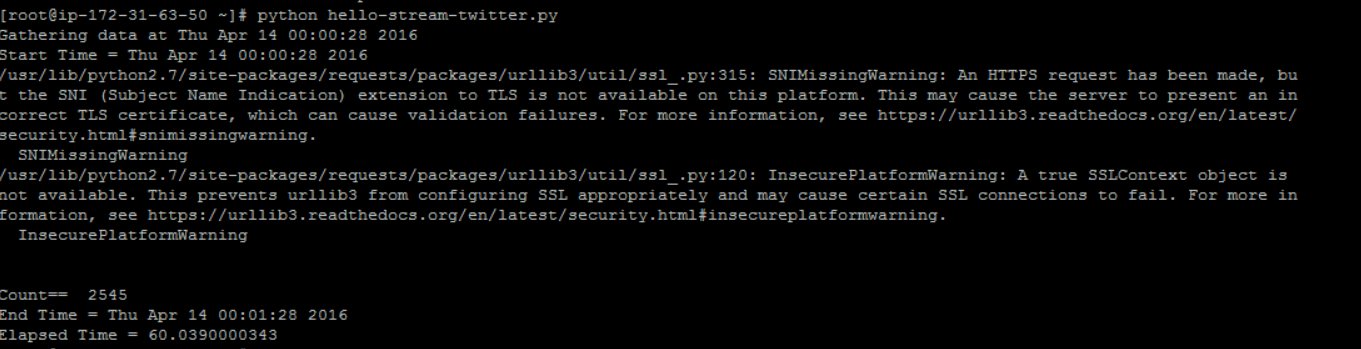 [root@ip-172-31-63-50 ~]# python hello-stream-twitter.py
Gathering data at Thu Apr 14 00:00:28 2016
Start Time = Thu Apr 14 00:00:28 2016
/usr/lib/python2.7/site-packages/requests/packages/urllib3/util/ssl_.py:315: SNIMissingWarning: An HTTPS request has been made, bu
t the SNI (Subject Name Indication) extension to TLS is not available on this platform. This may cause the server to present an in
correct TLS certificate, which can cause validation failures. For more information, see https://urllib3.readthedocs.org/en/latest/
security.html#snimissingwarning.
  SNIMissingWarning
/usr/lib/python2.7/site-packages/requests/packages/urllib3/util/ssl_.py:120: InsecurePlatformWarning: A true SSLContext object is
not available. This prevents urllib3 from configuring SSL appropriately and may cause certain SSL connections to fail. For more in
formation, see https://urllib3.readthedocs.org/en/latest/security.html#insecureplatformwarning.
  InsecurePlatformWarning
Count==  2545
End Time = Thu Apr 14 00:01:28 2016
Elapsed Time = 60.0390000343